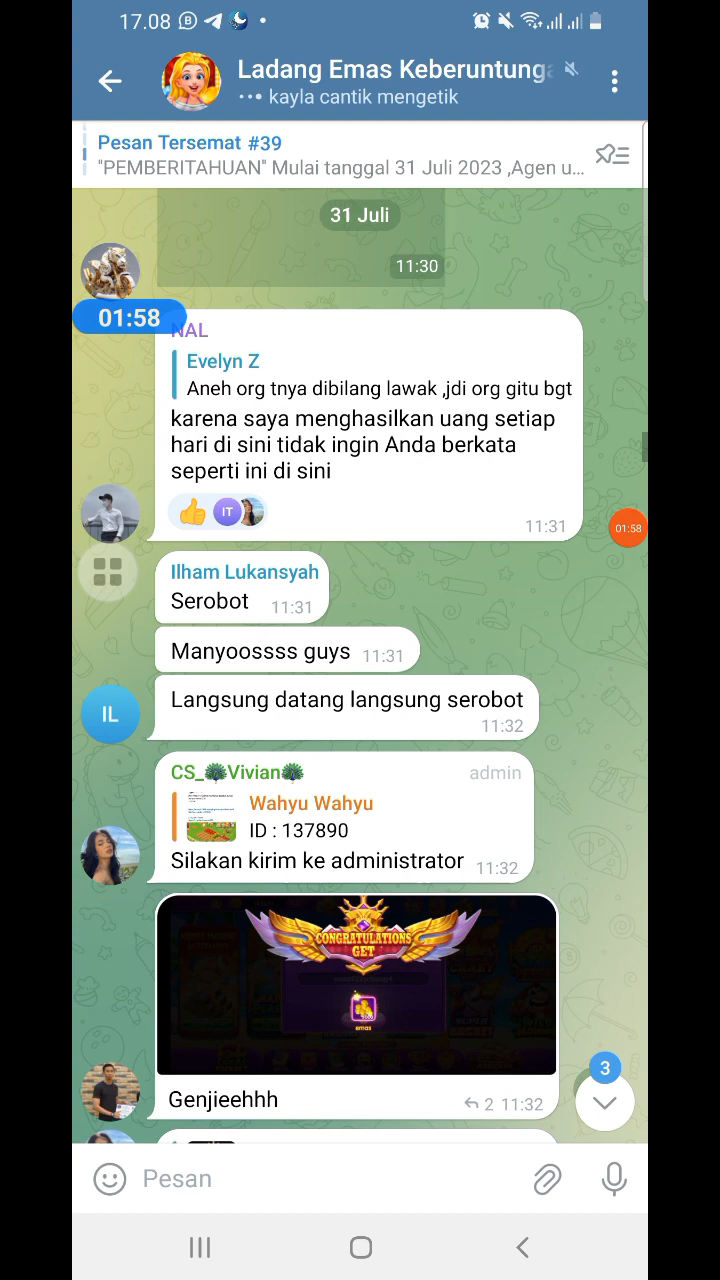 17.08
Ladang Emas Keberuntung
kayla cantik mengetik
Pesan Tersemat #39
"PEMBERITAHUAN" Mulai tanggal 31 Juli 2023 ,Agen u...
31 Juli
11:30
01:58
NAL
Evelyn Z
Aneh org tnya dibilang lawak ,jdi org gitu bgt
karena saya menghasilkan uang setiap
hari di sini tidak ingin Anda berkata
seperti ini di sini
IT
11:31
01:58
Ilham Lukansyah
Serobot 11:31
Manyoossss guys 11:31
Langsung datang langsung serobot
11:32
IL
CS_🦚Vivian🦚 admin
Wahyu Wahyu
ID : 137890
Silakan kirim ke administrator 11:32
CONGRATULATIONS
GET
emas
3
Genjieehhh 2 11:32
Pesan